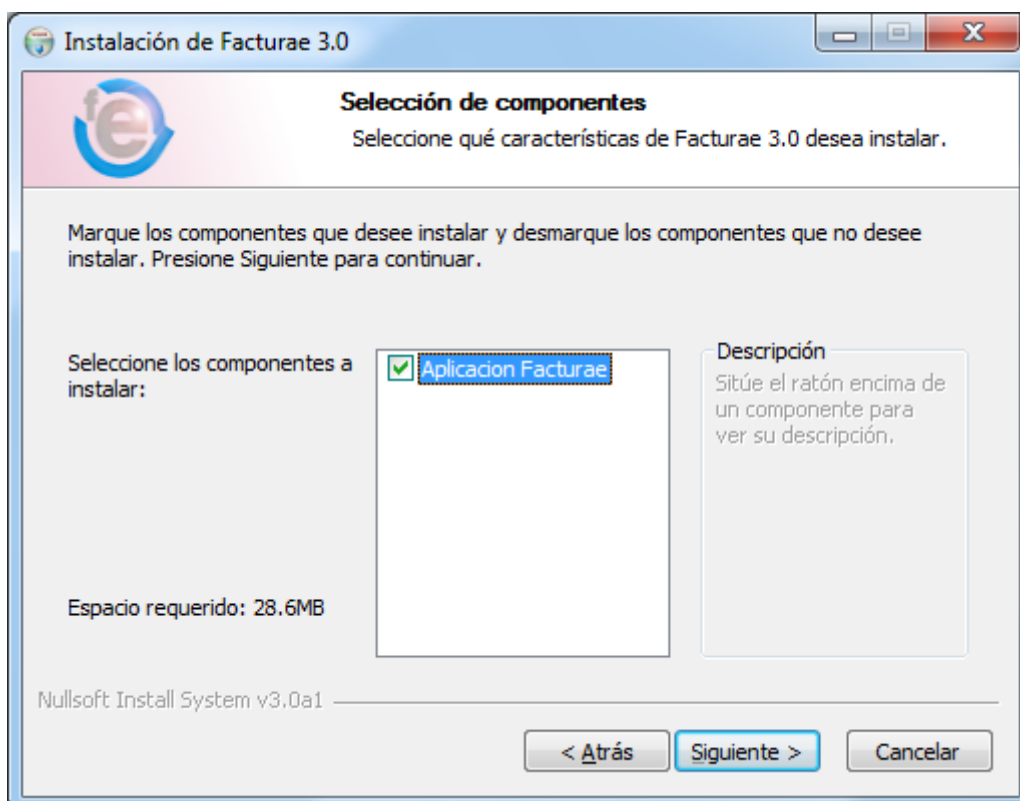 Instalación de Facturae 3.0
fe
Selección de componentes
Seleccione qué características de Facturae 3.0 desea instalar.
Marque los componentes que desee instalar y desmarque los componentes que no desee
instalar. Presione Siguiente para continuar.
Seleccione los componentes a
instalar:
Aplicacion Facturae
Descripción
Sitúe el ratón encima de
un componente para
ver su descripción.
Espacio requerido: 28.6MB
Nullsoft Install System v3.0a1
< Atrás
Siguiente >
Cancelar